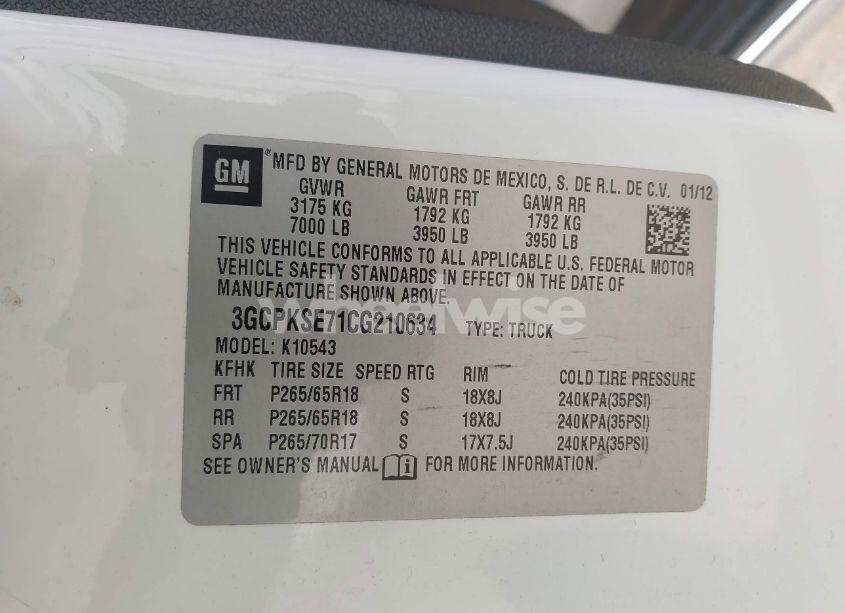 GM ® MFD BY GENERAL MOTORS DE MEXICO, S. DE R.L. DE C.V. 01/12
GVWR GAWR FRT GAWR RR
3175 KG 1792 KG 1792 KG
7000 LB 3950 LB 3950 LB
THIS VEHICLE CONFORMS TO ALL APPLICABLE U.S. FEDERAL MOTOR
VEHICLE SAFETY STANDARDS IN EFFECT ON THE DATE OF
MANUFACTURE SHOWN ABOVE.
wheelwise
3GCPKSE71CG210634 TYPE: TRUCK
MODEL: K10543
KFHK TIRE SIZE SPEED RTG RIM COLD TIRE PRESSURE
FRT P265/65R18 S 18X8J 240KPA(35PSI)
RR P265/65R18 S 18X8J 240KPA(35PSI)
SPA P265/70R17 S 17X7.5J 240KPA(35PSI)
SEE OWNER'S MANUAL i FOR MORE INFORMATION.